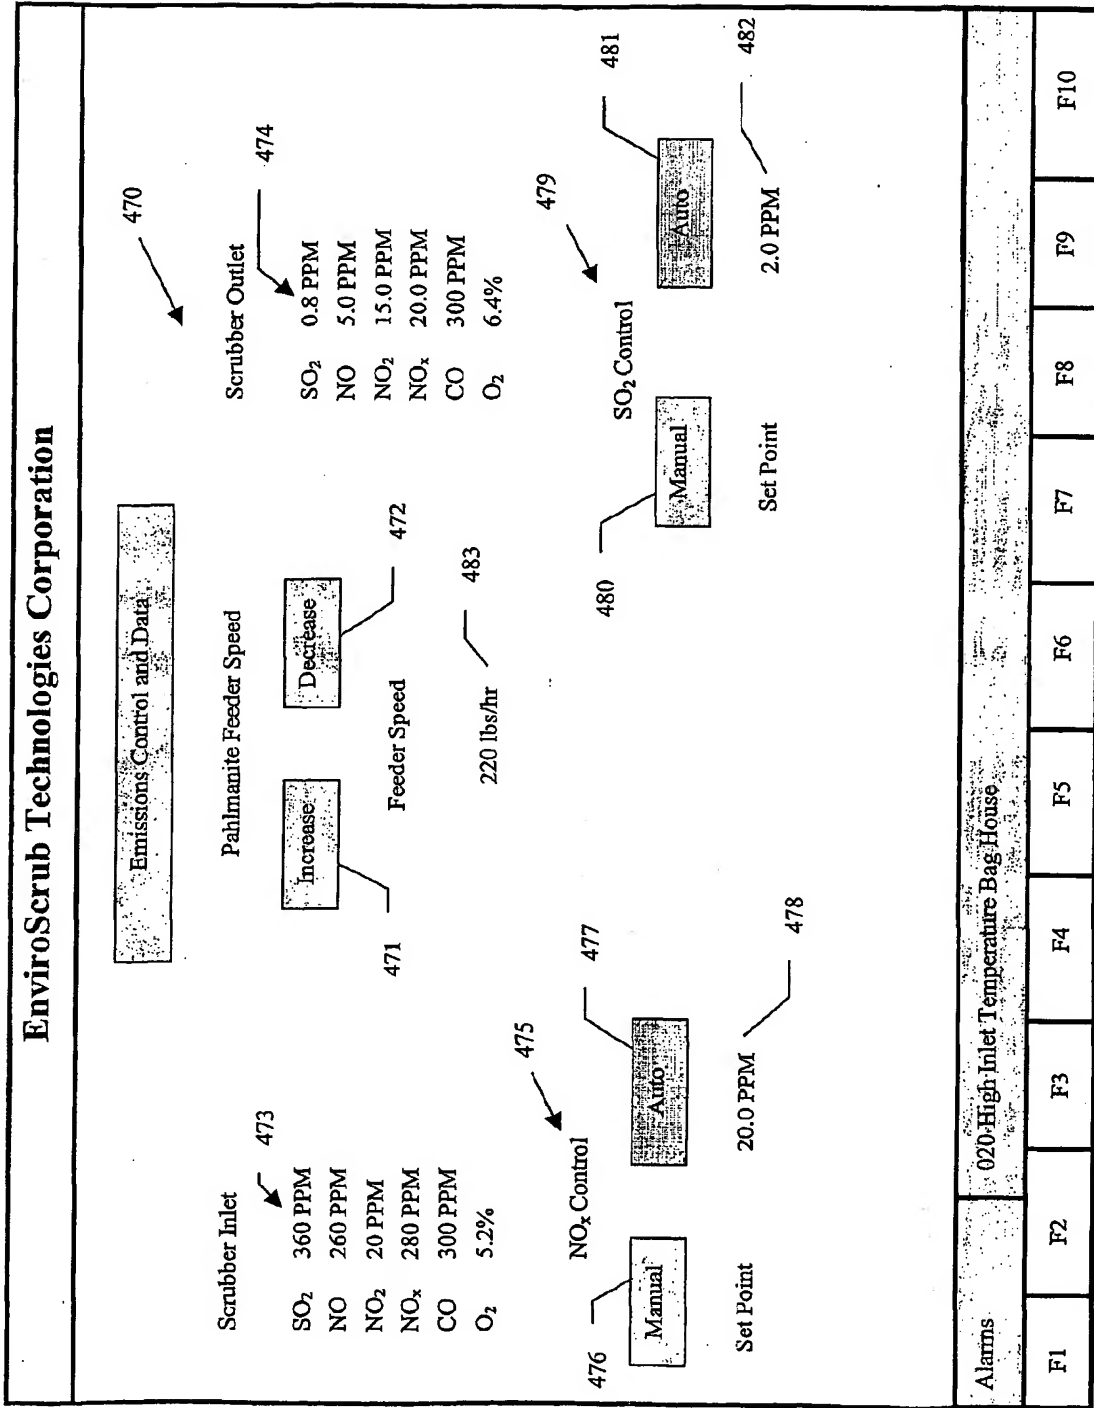 EnviroScrub Technologies Corporation
Emissions Control and Data
470
Scrubber Inlet
473
SO₂ 360 PPM
NO 260 PPM
NO₂ 20 PPM
NOₓ 280 PPM
CO 300 PPM
O₂ 5.2%
Pahlmanite Feeder Speed
Increase
Decrease
471
472
Feeder Speed
220 lbs/hr
483
Scrubber Outlet
474
SO₂ 0.8 PPM
NO 5.0 PPM
NO₂ 15.0 PPM
NOₓ 20.0 PPM
CO 300 PPM
O₂ 6.4%
NOₓ Control
475
476
477
Manual
Auto
Set Point
20.0 PPM
478
SO₂ Control
479
480
481
Manual
Auto
Set Point
2.0 PPM
482
Alarms
020-High Inlet Temperature Bag House
F1 F2 F3 F4 F5 F6 F7 F8 F9 F10